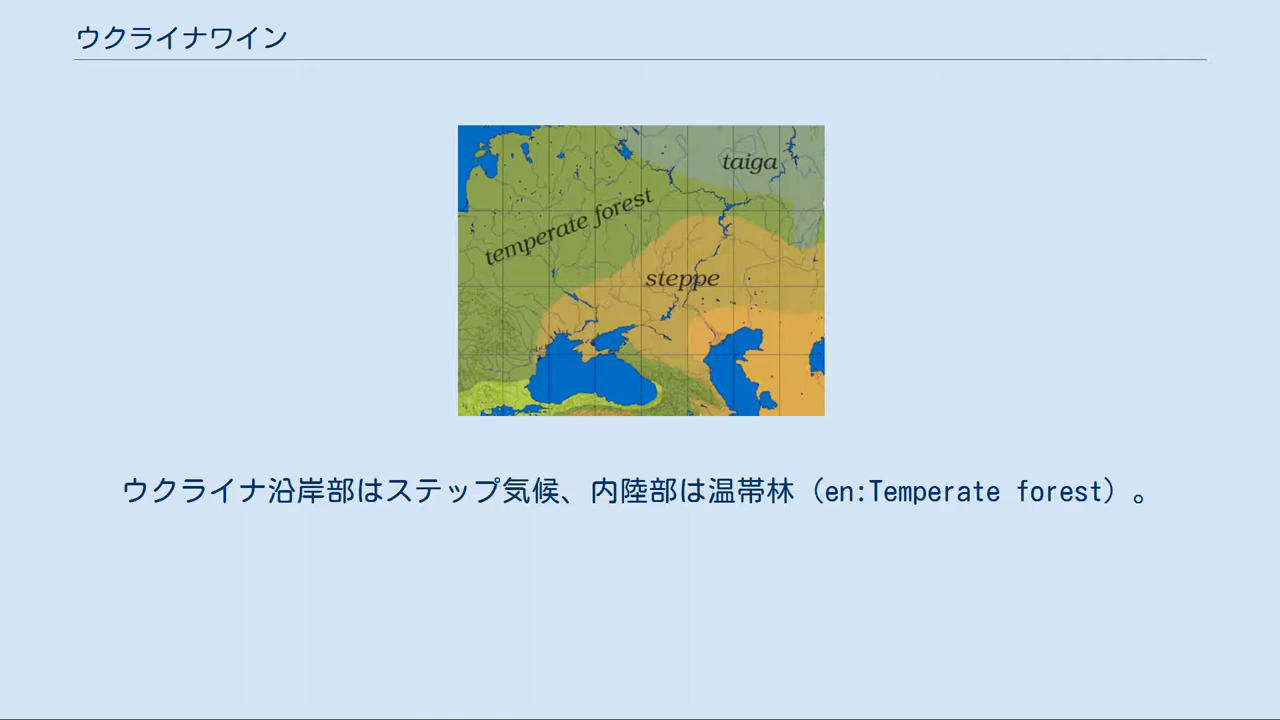 ウクライナワイン
taiga
temperate forest
steppe
ウクライナ沿岸部はステップ気候、内陸部は温帯林（en:Temperate forest）。